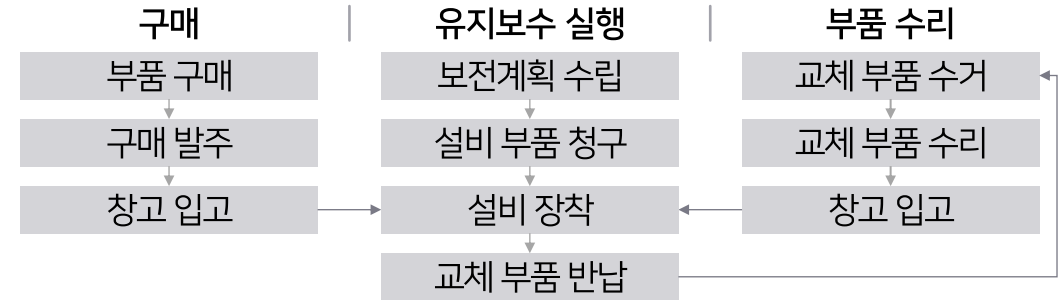 구매
유지보수 실행
부품 수리
부품 구매
보전계획 수립
교체 부품 수거
구매 발주
설비 부품 청구
교체 부품 수리
창고 입고
설비 장착
창고 입고
교체 부품 반납